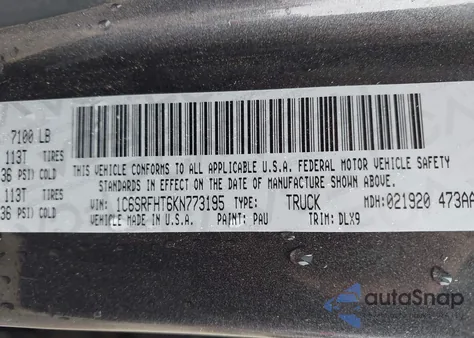 7100 LB
113T TIRES
36 PSI) COLD
113T TIRES
36 PSI) COLD
THIS VEHICLE CONFORMS TO ALL APPLICABLE U.S.A. FEDERAL MOTOR VEHICLE SAFETY
STANDARDS IN EFFECT ON THE DATE OF MANUFACTURE SHOWN ABOVE.
VIN: 1C6SRFHT6KN773195 TYPE: TRUCK MDH: 021920 473AA
VEHICLE MADE IN U.S.A. PAINT: PAU TRIM: DLX9
autoSnap